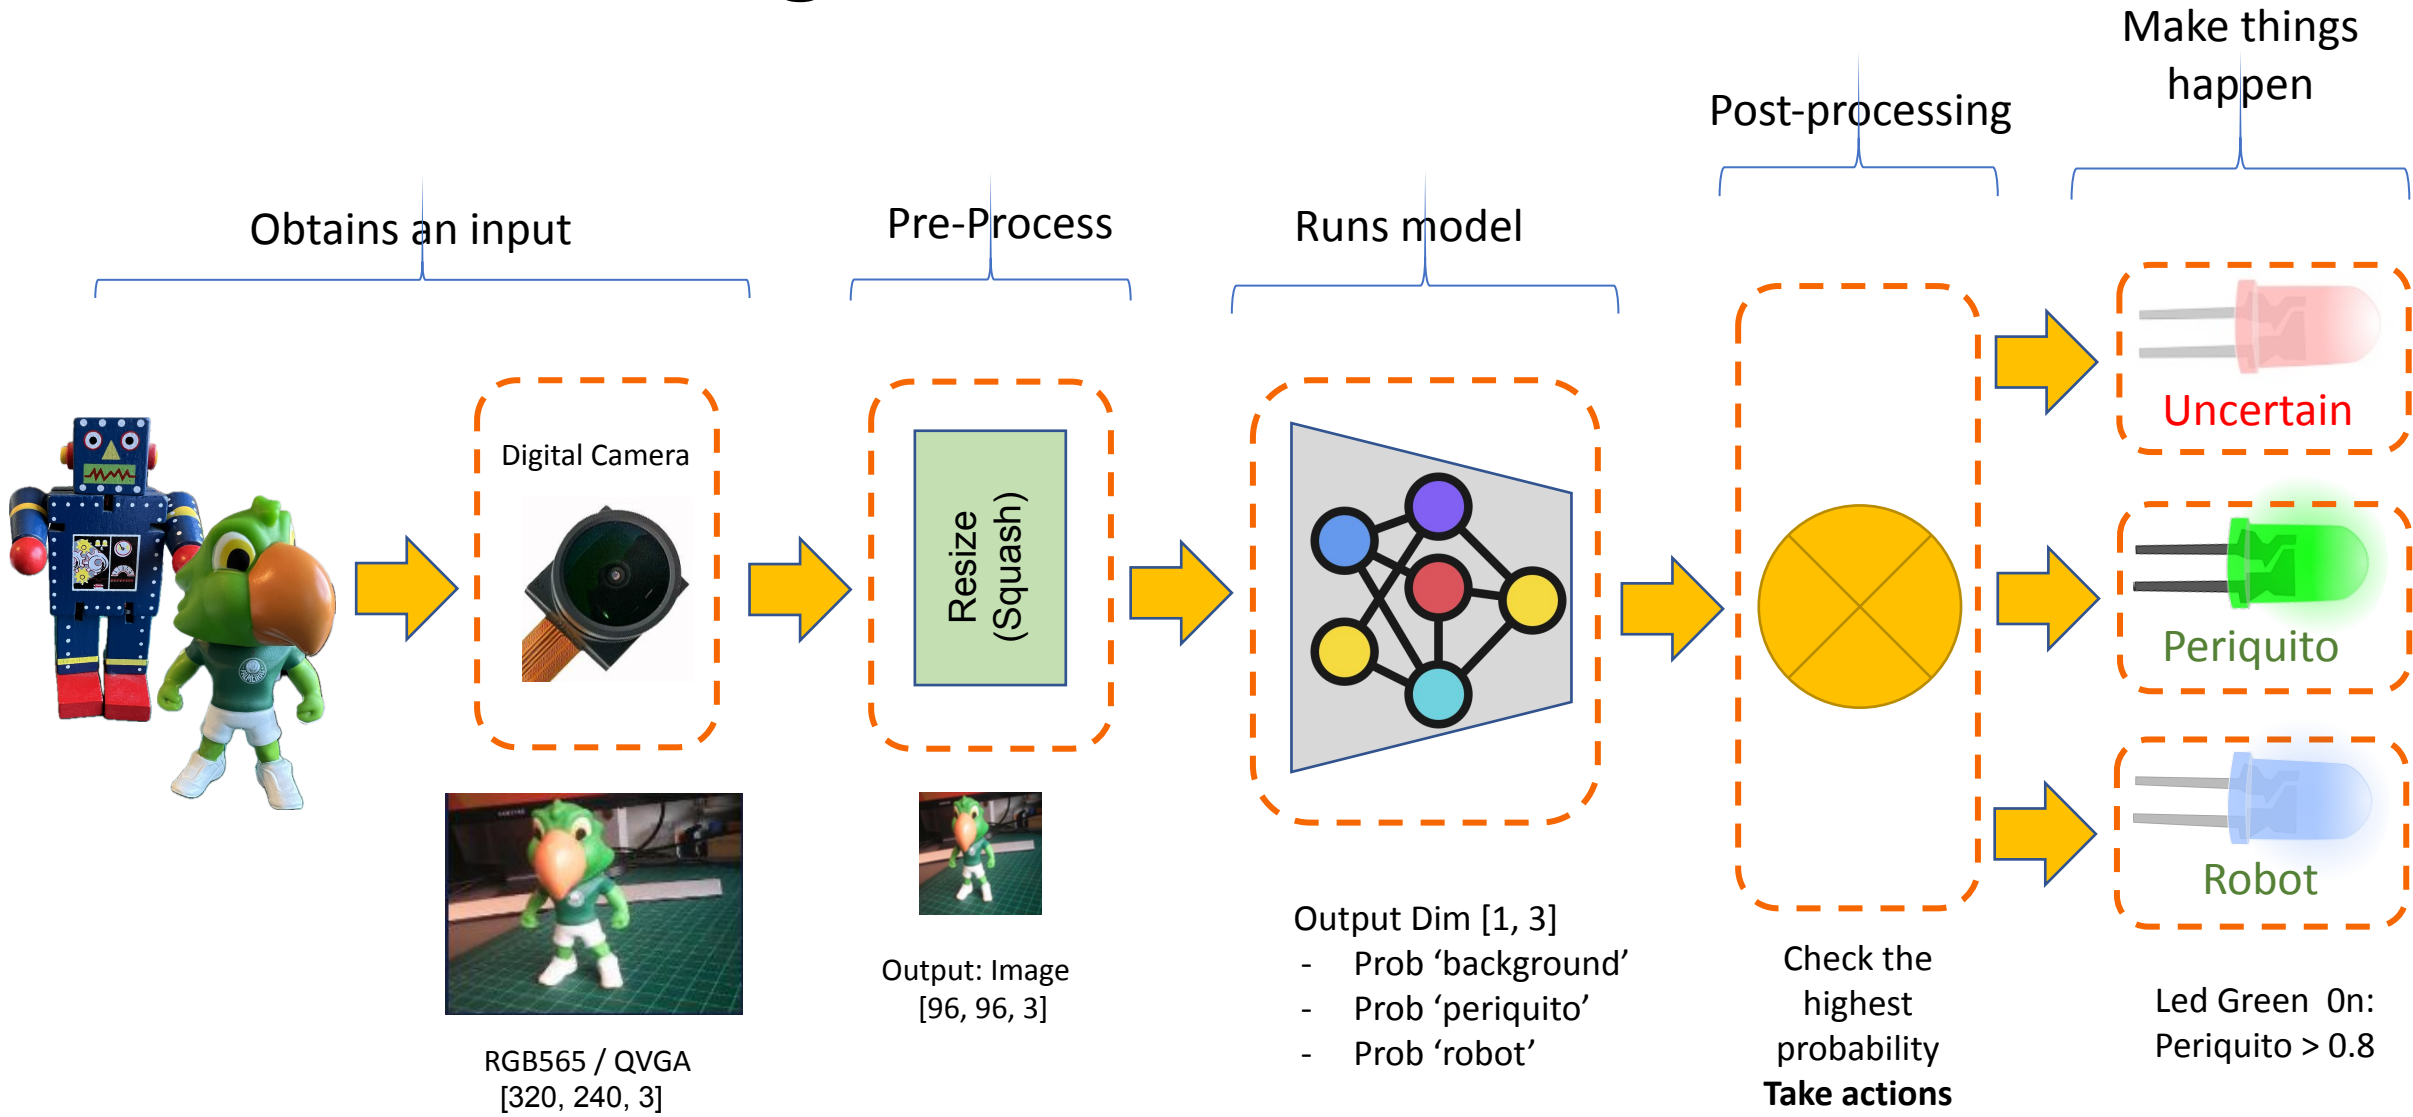 Make things
happen
Post-processing
Obtains an input
Pre-Process
Runs model
Digital Camera
Resize
(Squash)
Uncertain
Periquito
Robot
RGB565 / QVGA
[320, 240, 3]
Output: Image
[96, 96, 3]
Output Dim [1, 3]
- Prob ‘background’
- Prob ‘periquito’
- Prob ‘robot’
Check the
highest
probability
Take actions
Led Green 0n:
Periquito > 0.8